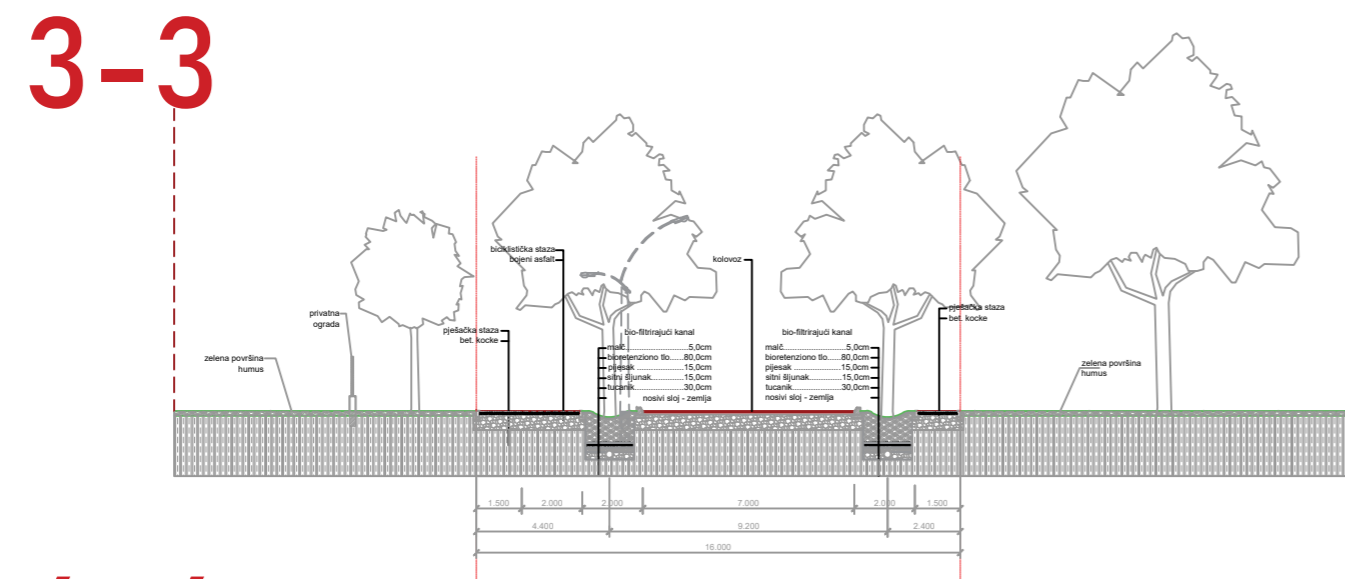 3-3
biciklistička staza
bojeni asfalt
kolovoz
privatna
ograda
pješačka staza
bet. kocke
pješačka staza
bet. kocke
zelena površina
humus
zelena površina
humus
bio-filtrirajući kanal
malč.....................5,0cm
bioretenziono tlo......80,0cm
pijesak ................15,0cm
sitni šljunak...........15,0cm
tucanik.................30,0cm
nosivi sloj - zemlja
bio-filtrirajući kanal
malč.....................5,0cm
bioretenziono tlo......80,0cm
pijesak ................15,0cm
sitni šljunak...........15,0cm
tucanik.................30,0cm
nosivi sloj - zemlja
1.500 2.000 2.000 7.000 2.000 1.500
4.400 9.200 2.400
16.000